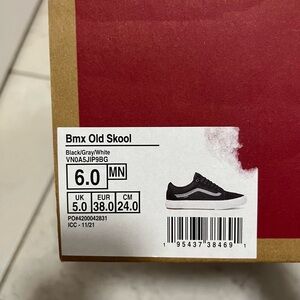 Bmx Old Skool
Black/Gray/White
VN0A5JIP9BG
6.0 MN
UK EUR CM
5.0 38.0 24.0
PO#4200042831
ICC - 11/21
1 95437 38469 1